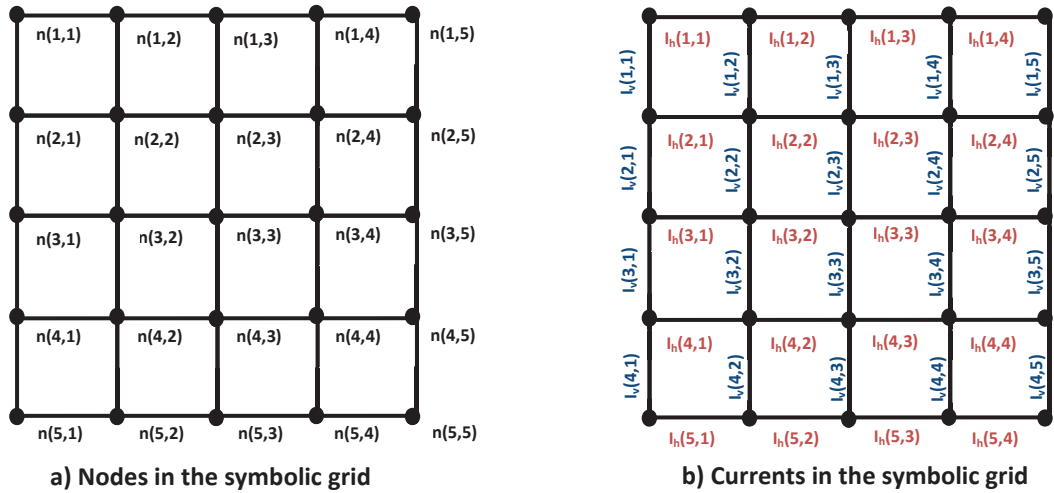 n(1,1) n(1,2) n(1,3) n(1,4) n(1,5)
n(2,1) n(2,2) n(2,3) n(2,4) n(2,5)
n(3,1) n(3,2) n(3,3) n(3,4) n(3,5)
n(4,1) n(4,2) n(4,3) n(4,4) n(4,5)
n(5,1) n(5,2) n(5,3) n(5,4) n(5,5)
a) Nodes in the symbolic grid
Ih(1,1) Ih(1,2) Ih(1,3) Ih(1,4)
Iv(1,1) Iv(1,2) Iv(1,3) Iv(1,4) Iv(1,5)
Ih(2,1) Ih(2,2) Ih(2,3) Ih(2,4)
Iv(2,1) Iv(2,2) Iv(2,3) Iv(2,4) Iv(2,5)
Ih(3,1) Ih(3,2) Ih(3,3) Ih(3,4)
Iv(3,1) Iv(3,2) Iv(3,3) Iv(3,4) Iv(3,5)
Ih(4,1) Ih(4,2) Ih(4,3) Ih(4,4)
Iv(4,1) Iv(4,2) Iv(4,3) Iv(4,4) Iv(4,5)
Ih(5,1) Ih(5,2) Ih(5,3) Ih(5,4)
b) Currents in the symbolic grid